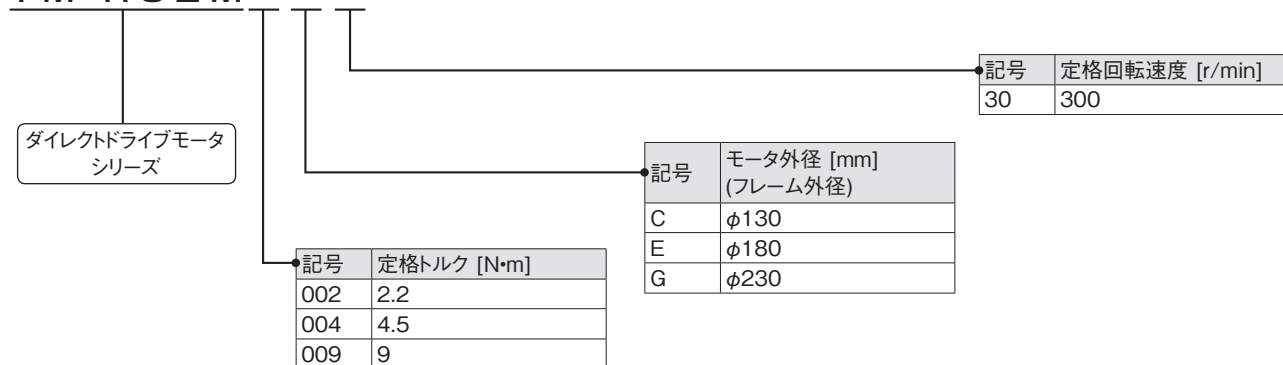 ダイレクトドライブモータ
シリーズ
記号 定格回転速度 [r/min]
30 300
記号 モータ外径 [mm]
(フレーム外径)
C φ130
E φ180
G φ230
記号 定格トルク [N•m]
002 2.2
004 4.5
009 9